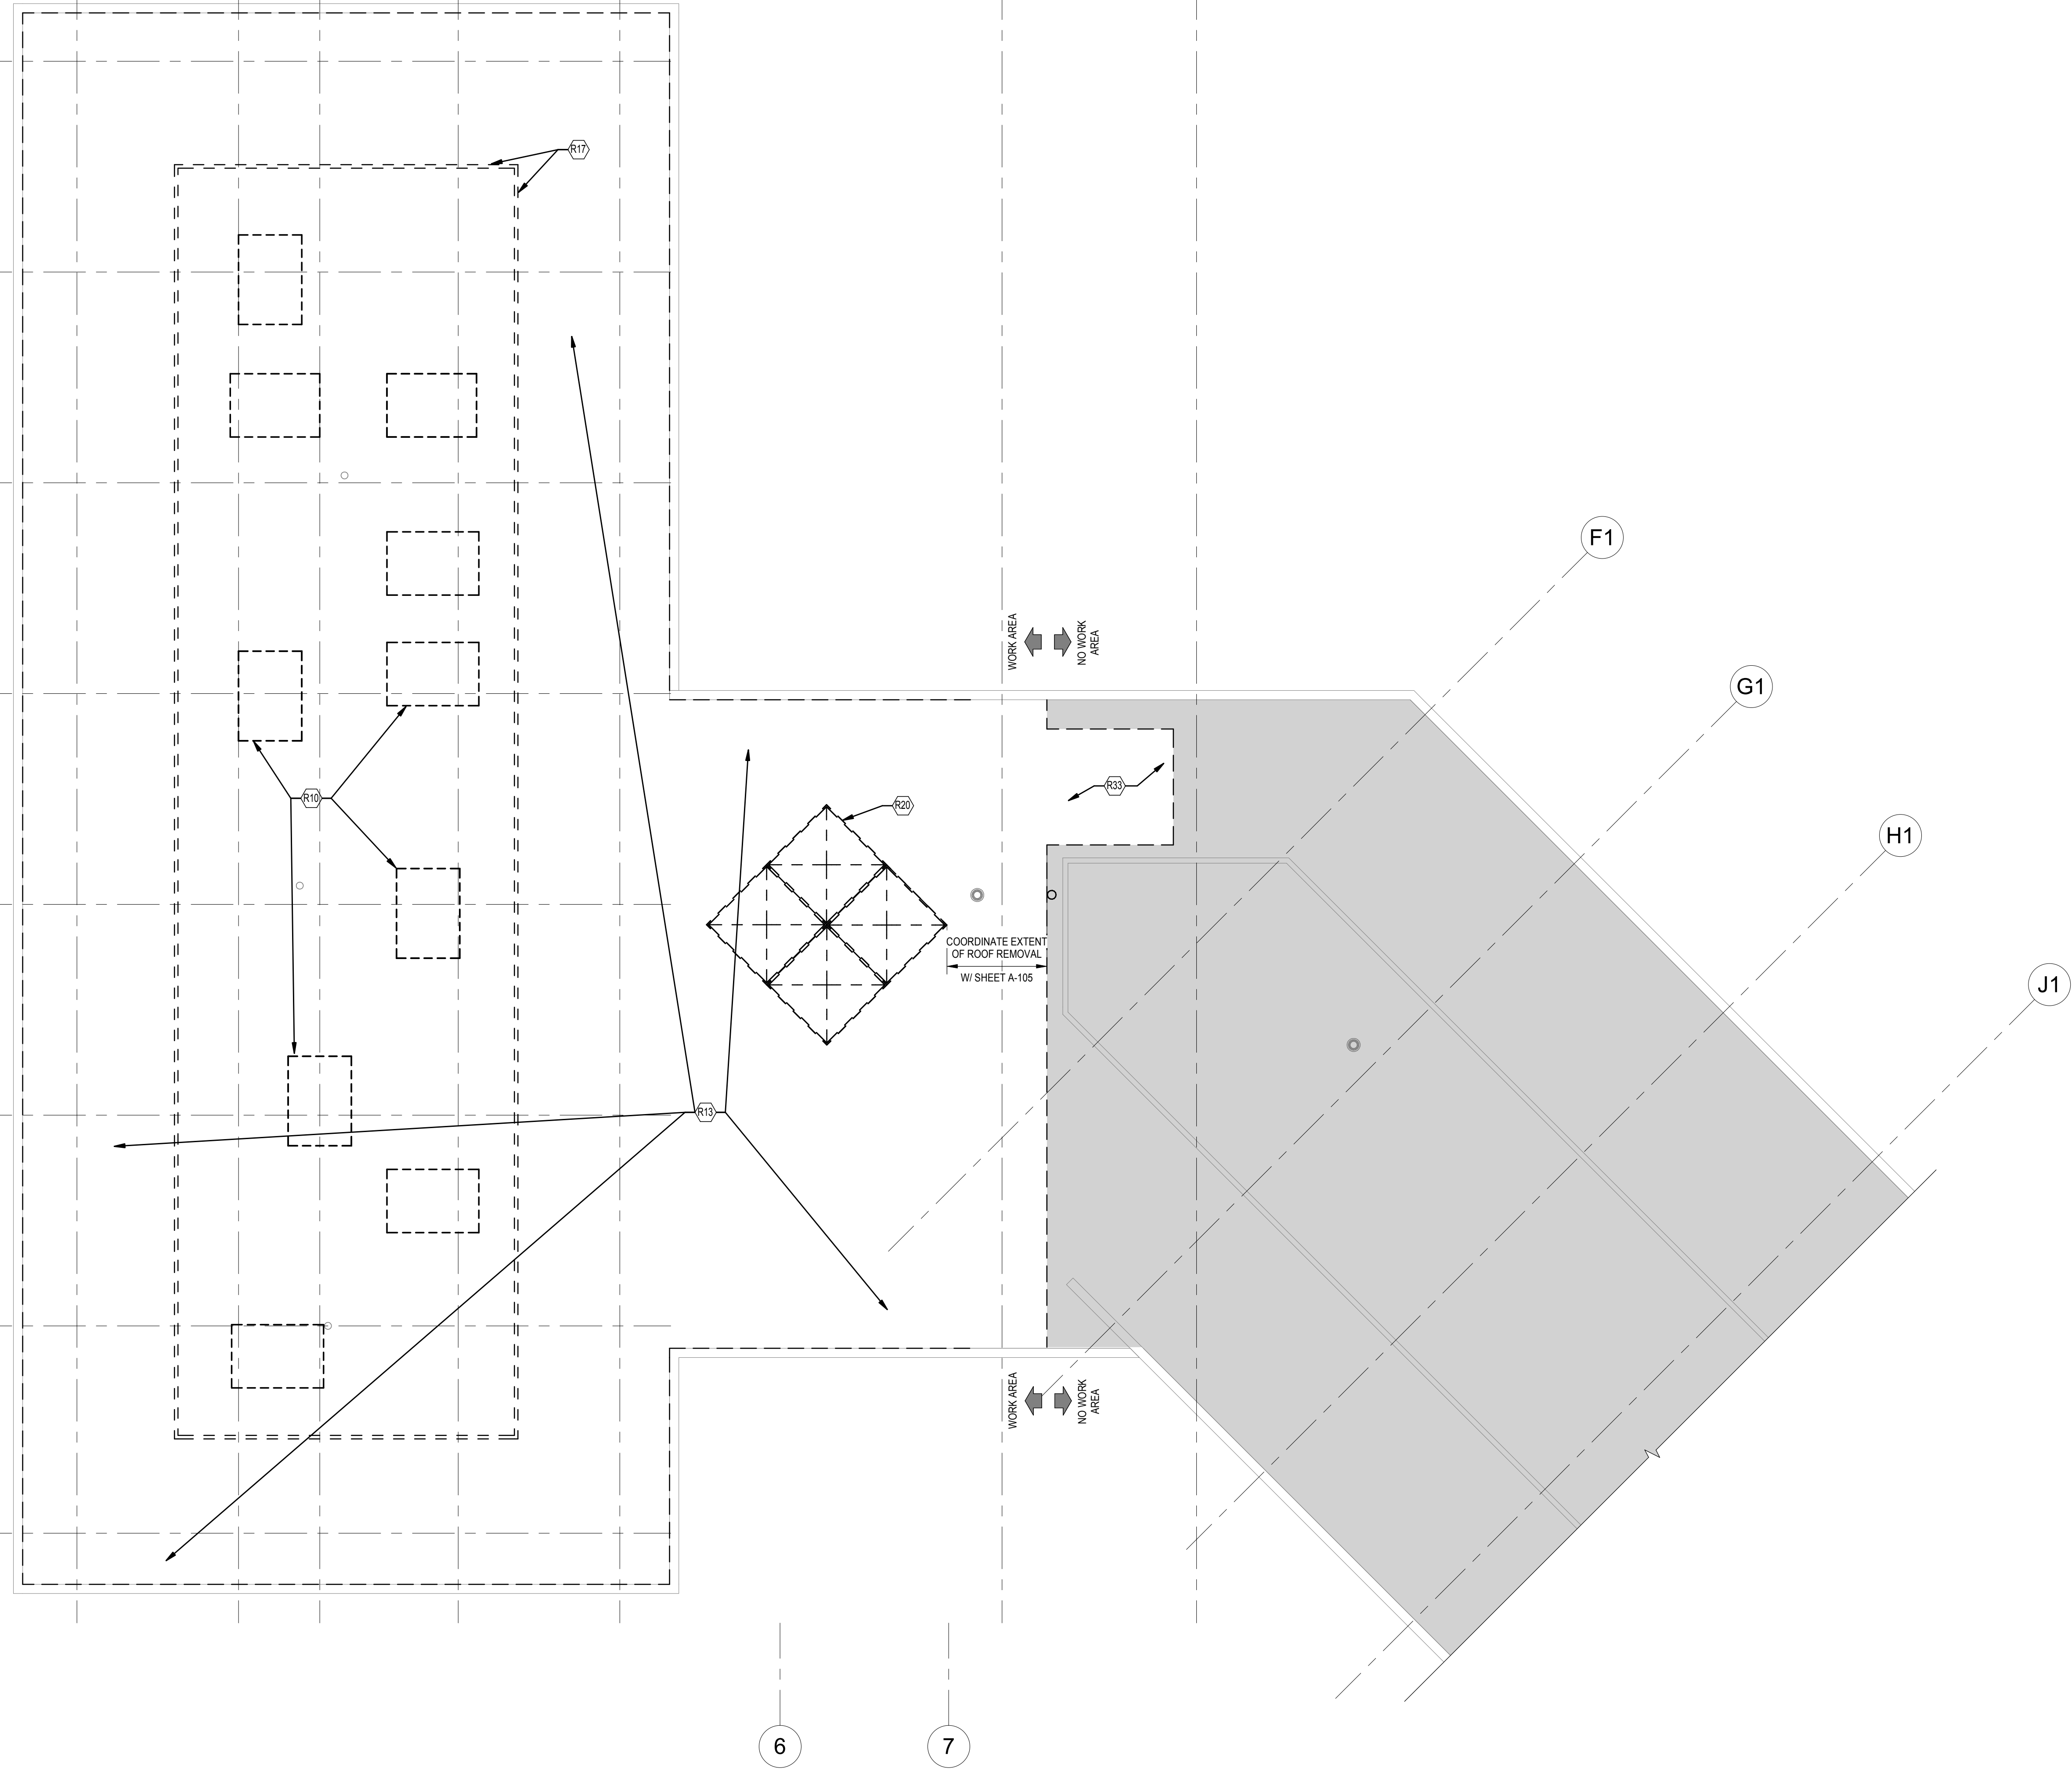 R17
F1
WORK AREA
NO WORK
AREA
G1
R33
R10
R20
H1
COORDINATE EXTENT
OF ROOF REMOVAL
W/ SHEET A-105
J1
R13
WORK AREA
NO WORK
AREA
6
7